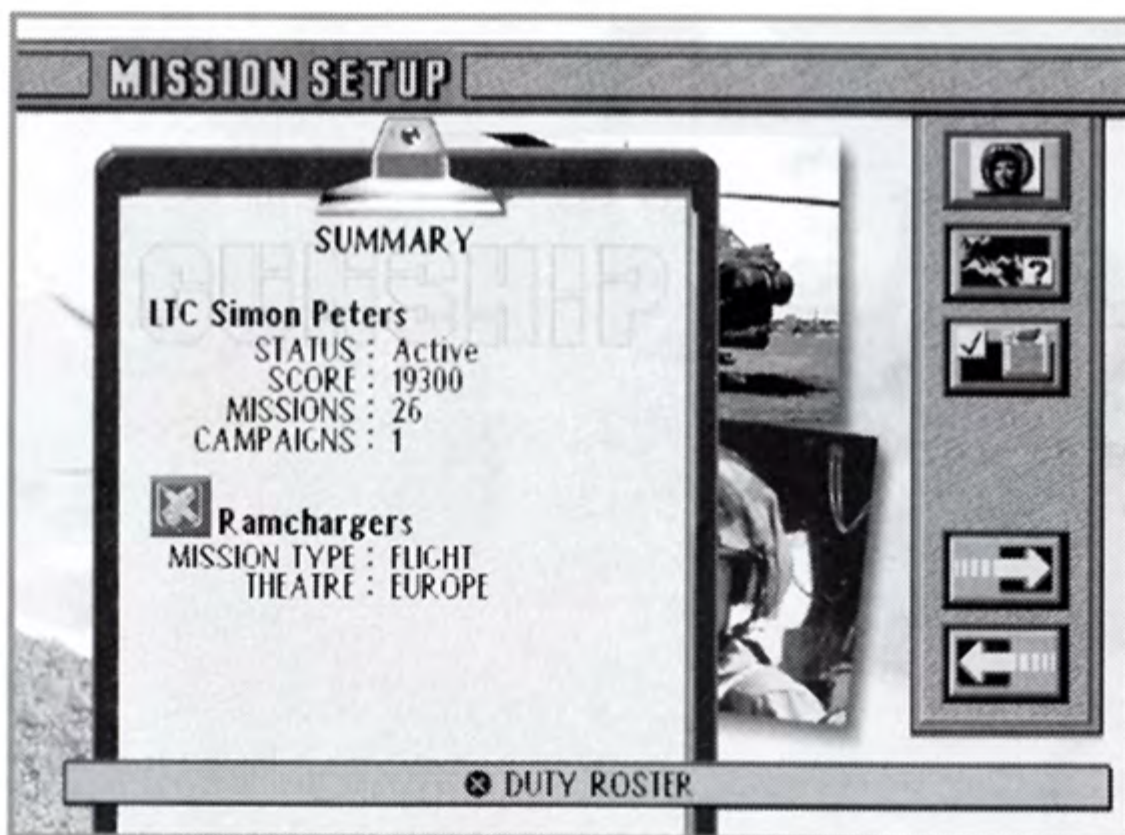 MISSION SETUP
SUMMARY
GUNSHIP
LTC Simon Peters
STATUS : Active
SCORE : 19300
MISSIONS : 26
CAMPAIGNS : 1
Ramchargers
MISSION TYPE : FLIGHT
THEATRE : EUROPE
?
DUTY ROSTER